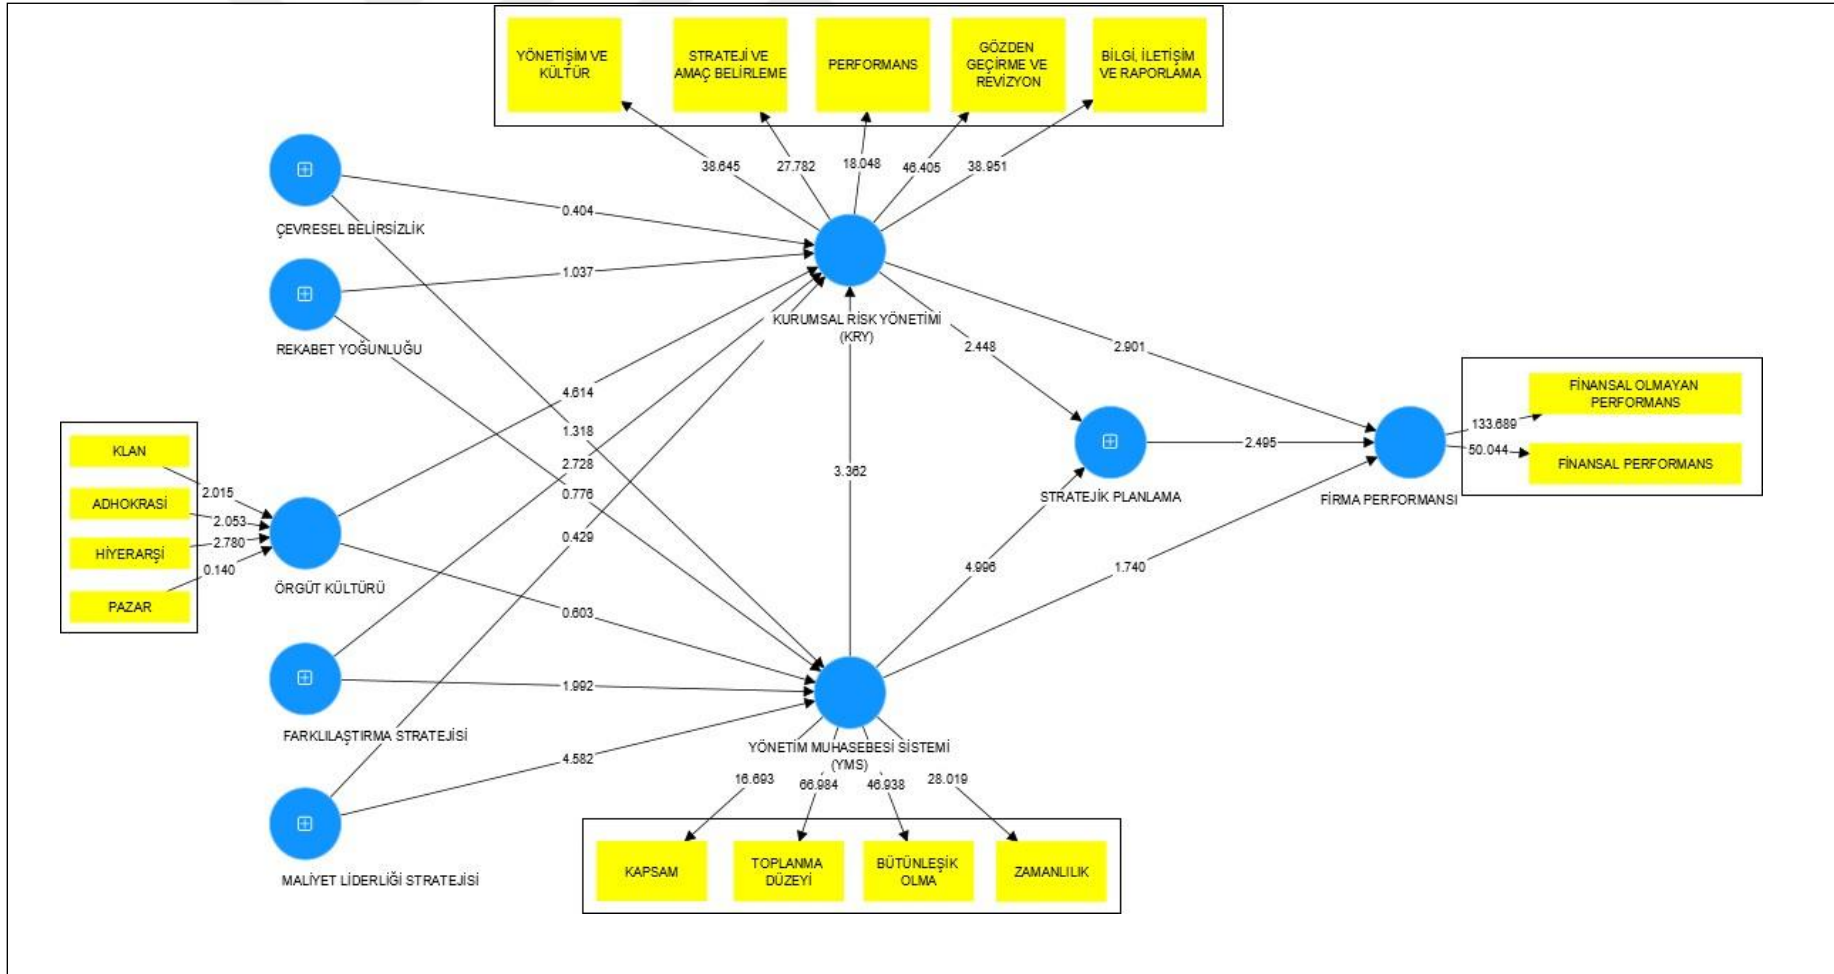 YÖNETİŞİM VE
KÜLTÜR
STRATEJİ VE
AMAÇ BELİRLEME
PERFORMANS
GÖZDEN
GEÇİRME VE
REVİZYON
BİLGİ, İLETİŞİM
VE RAPORLAMA
38.645
27.782
18.048
46.405
38.951
ÇEVRESEL BELİRSİZLİK
0.404
REKABET YOĞUNLUĞU
1.037
KURUMSAL RİSK YÖNETİMİ
(KRY)
2.448
2.901
4.614
1.318
2.728
0.776
0.429
3.362
KLAN
ADHOKRASİ
HİYERARŞİ
PAZAR
2.015
2.053
2.780
0.140
ÖRGÜT KÜLTÜRÜ
0.603
STRATEJİK PLANLAMA
2.495
FİRMA PERFORMANSI
133.689
50.044
FİNANSAL OLMAYAN
PERFORMANS
FİNANSAL PERFORMANS
4.996
1.740
FARKLILAŞTIRMA STRATEJİSİ
1.992
MALİYET LİDERLİĞİ STRATEJİSİ
4.582
YÖNETİM MUHASEBESİ SİSTEMİ
(YMS)
16.693
66.984
46.938
28.019
KAPSAM
TOPLANMA
DÜZEYİ
BÜTÜNLEŞİK
OLMA
ZAMANLILIK